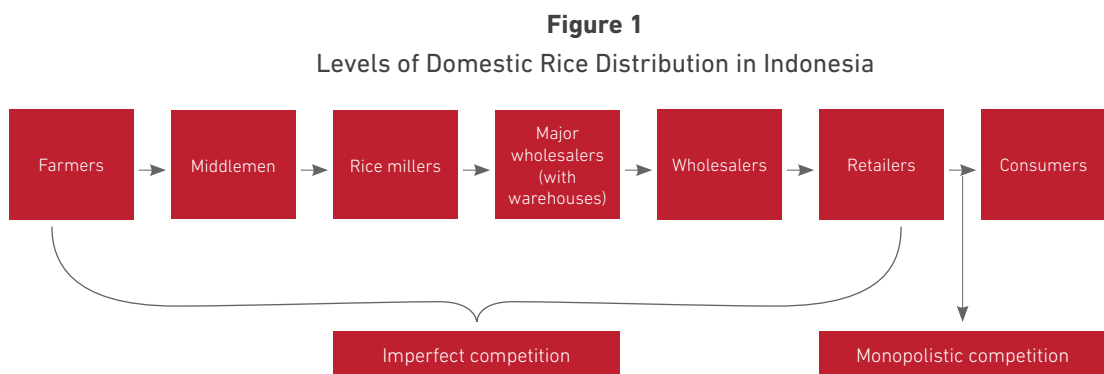 Figure 1
Levels of Domestic Rice Distribution in Indonesia
Farmers
Middlemen
Rice millers
Major
wholesalers
(with
warehouses)
Wholesalers
Retailers
Consumers
Imperfect competition
Monopolistic competition